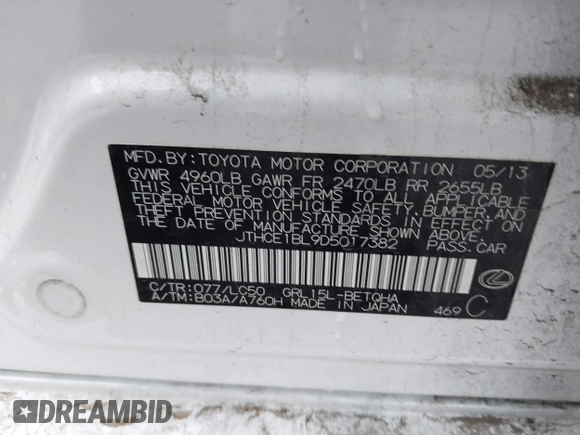 MFD. BY: TOYOTA MOTOR CORPORATION 05/13
GVWR 4960LB GAWR FR 2470LB RR 2655LB
THIS VEHICLE CONFORMS TO ALL APPLICABLE
FEDERAL MOTOR VEHICLE SAFETY, BUMPER, AND
THEFT PREVENTION STANDARDS IN EFFECT ON
THE DATE OF MANUFACTURE SHOWN ABOVE.
JTHCE1BL9D5017382 PASS.CAR
C/TR: 077/LC50 GRL15L-BETQHA
A/TM: B03A/A760H MADE IN JAPAN 469 C
DREAMBID